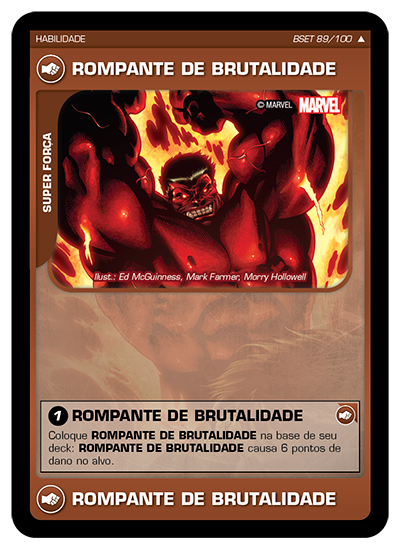 HABILIDADE
BSET 89/100 ▲
ROMPANTE DE BRUTALIDADE
© MARVEL MARVEL
SUPER FORÇA
Ilust.: Ed McGuinness, Mark Farmer, Morry Hollowell
1 ROMPANTE DE BRUTALIDADE
Coloque ROMPANTE DE BRUTALIDADE na base de seu
deck: ROMPANTE DE BRUTALIDADE causa 6 pontos de
dano no alvo.
ROMPANTE DE BRUTALIDADE